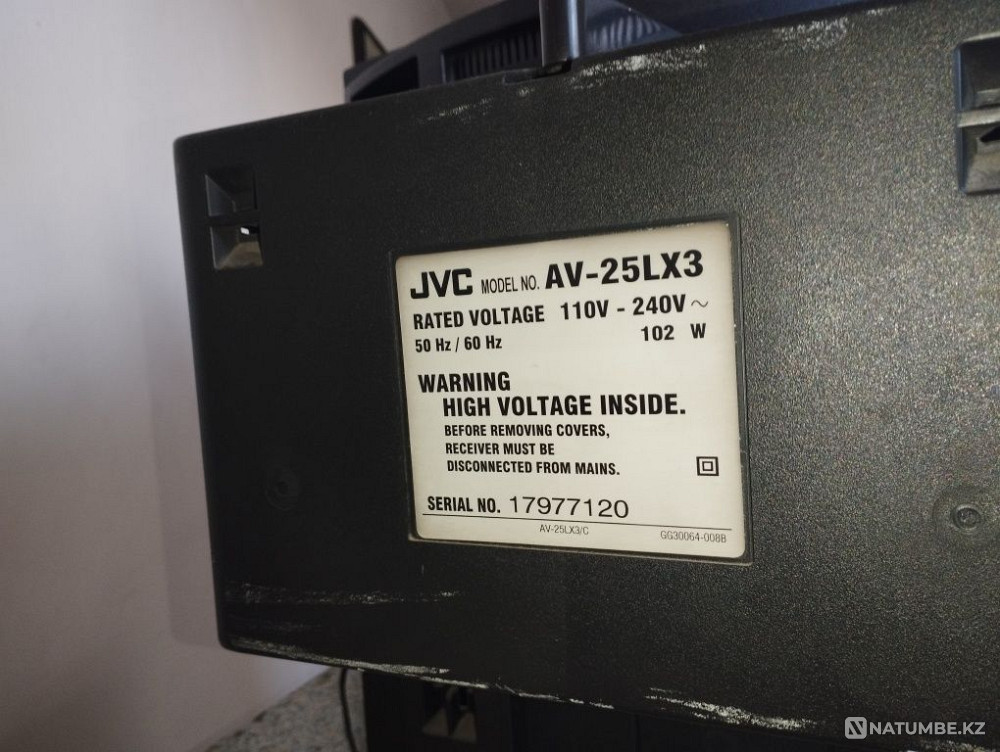 JVC MODEL NO. AV-25LX3
RATED VOLTAGE 110V - 240V ~
50 Hz / 60 Hz 102 W
WARNING
HIGH VOLTAGE INSIDE.
BEFORE REMOVING COVERS,
RECEIVER MUST BE
DISCONNECTED FROM MAINS.
SERIAL NO. 17977120
AV-25LX3/C GG30064-008B
NATUMBE.KZ